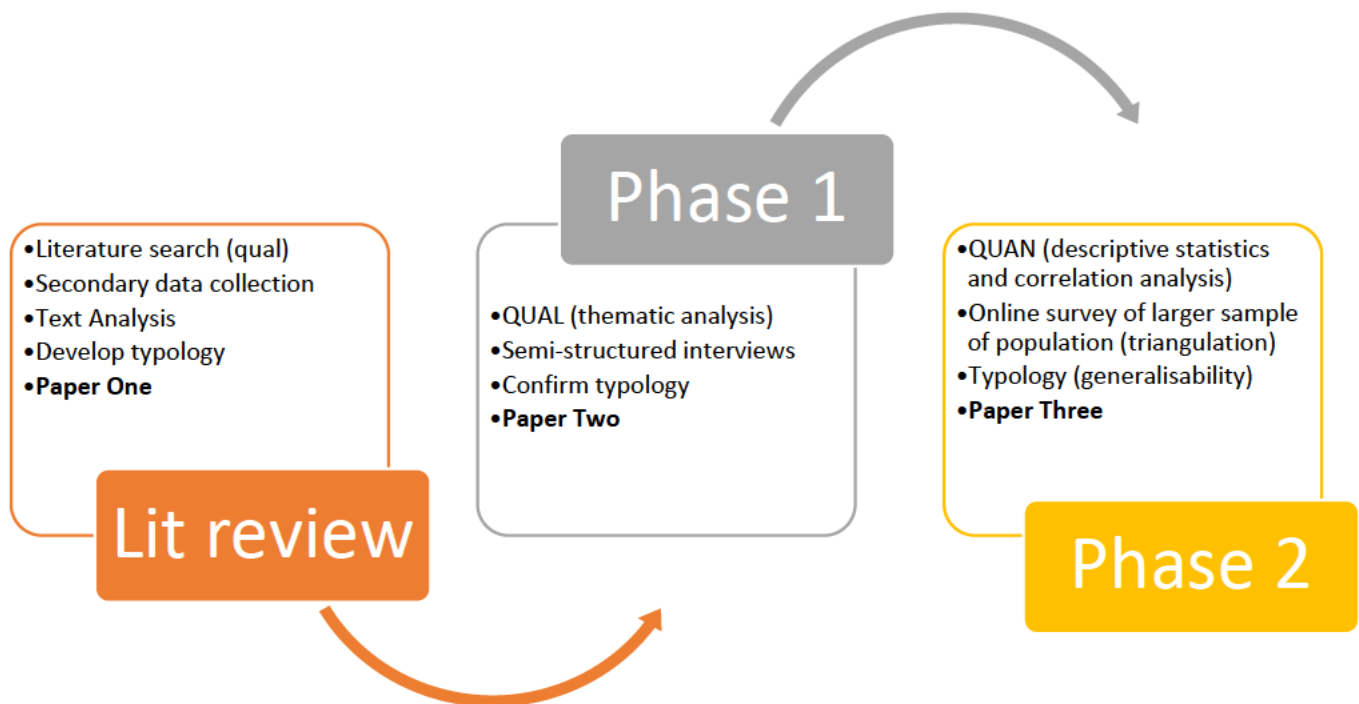 •Literature search (qual)
•Secondary data collection
•Text Analysis
•Develop typology
•Paper One
Lit review
Phase 1
•QUAL (thematic analysis)
•Semi-structured interviews
•Confirm typology
•Paper Two
•QUAN (descriptive statistics
and correlation analysis)
•Online survey of larger sample
of population (triangulation)
•Typology (generalisability)
•Paper Three
Phase 2